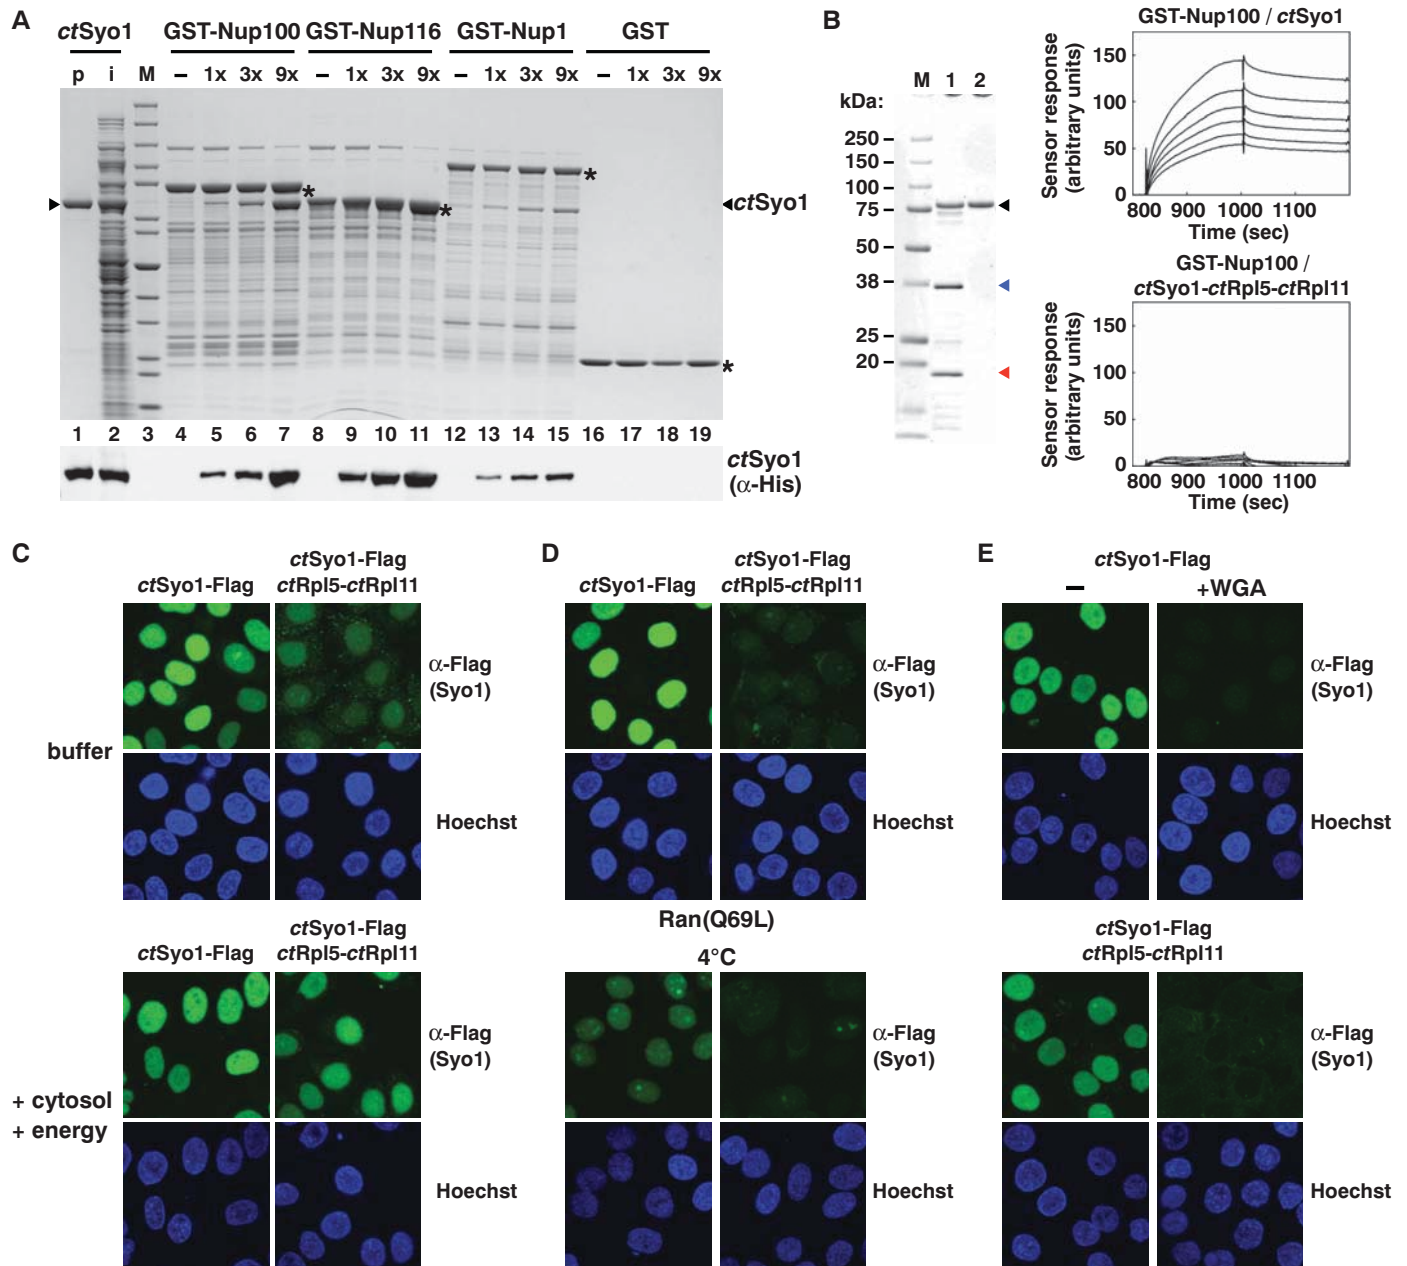 A
ctSyo1 GST-Nup100 GST-Nup116 GST-Nup1 GST
p i M – 1x 3x 9x – 1x 3x 9x – 1x 3x 9x – 1x 3x 9x
* * * *
ctSyo1
1 2 3 4 5 6 7 8 9 10 11 12 13 14 15 16 17 18 19
ctSyo1
(α-His)
B
M 1 2
kDa:
250
150
100
75
50
38
25
20
GST-Nup100 / ctSyo1
Sensor response
(arbitrary units)
150
100
50
0
800 900 1000 1100
Time (sec)
GST-Nup100 /
ctSyo1-ctRpl5-ctRpl11
Sensor response
(arbitrary units)
150
100
50
0
800 900 1000 1100
Time (sec)
C
ctSyo1-Flag
ctSyo1-Flag
ctRpl5-ctRpl11
α-Flag
(Syo1)
buffer
Hoechst
ctSyo1-Flag
ctSyo1-Flag
ctRpl5-ctRpl11
α-Flag
(Syo1)
+ cytosol
+ energy
Hoechst
D
ctSyo1-Flag
ctSyo1-Flag
ctRpl5-ctRpl11
α-Flag
(Syo1)
Hoechst
Ran(Q69L)
4°C
α-Flag
(Syo1)
Hoechst
E
ctSyo1-Flag
– +WGA
α-Flag
(Syo1)
Hoechst
ctSyo1-Flag
ctRpl5-ctRpl11
α-Flag
(Syo1)
Hoechst